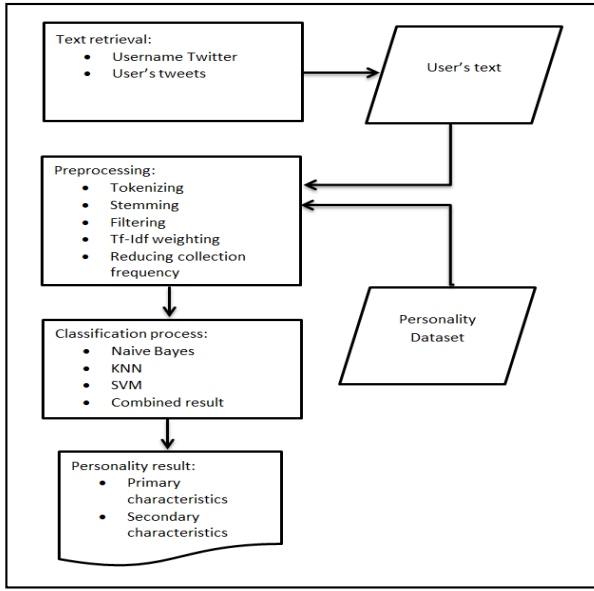 Text retrieval:
• Username Twitter
• User's tweets
User's text
Preprocessing:
• Tokenizing
• Stemming
• Filtering
• Tf-Idf weighting
• Reducing collection
frequency
Personality
Dataset
Classification process:
• Naive Bayes
• KNN
• SVM
• Combined result
Personality result:
• Primary
characteristics
• Secondary
characteristics